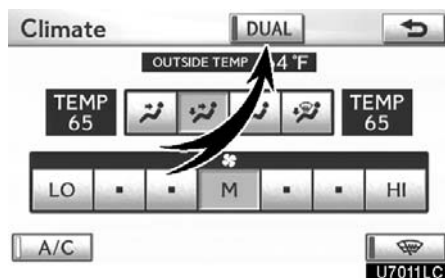 Climate DUAL
OUTSIDE TEMP 4 °F
TEMP TEMP
65 65
LO M HI
A/C
U7011LC